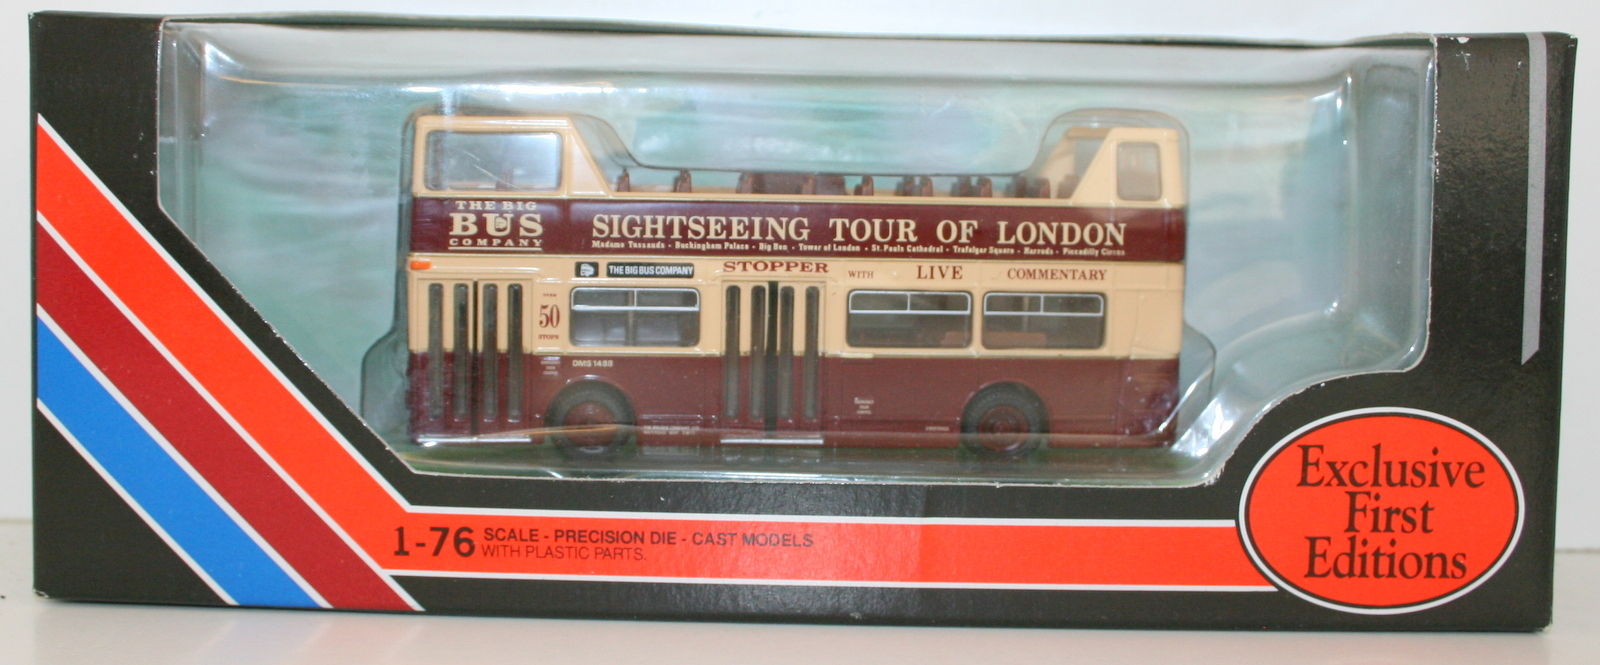 THE BIG
BUS
COMPANY
SIGHTSEEING TOUR OF LONDON
Madame Tussauds · Buckingham Palace · Big Ben · Tower of London · St. Pauls Cathedral · Trafalgar Square · Harrods · Piccadilly Circus
THE BIG BUS COMPANY
STOPPER WITH LIVE COMMENTARY
50
STOPS
DMS 1488
1-76 SCALE - PRECISION DIE - CAST MODELS
WITH PLASTIC PARTS.
Exclusive
First
Editions